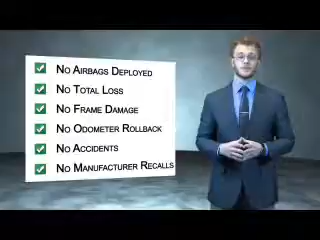 No Airbags Deployed
No Total Loss
No Frame Damage
No Odometer Rollback
No Accidents
No Manufacturer Recalls